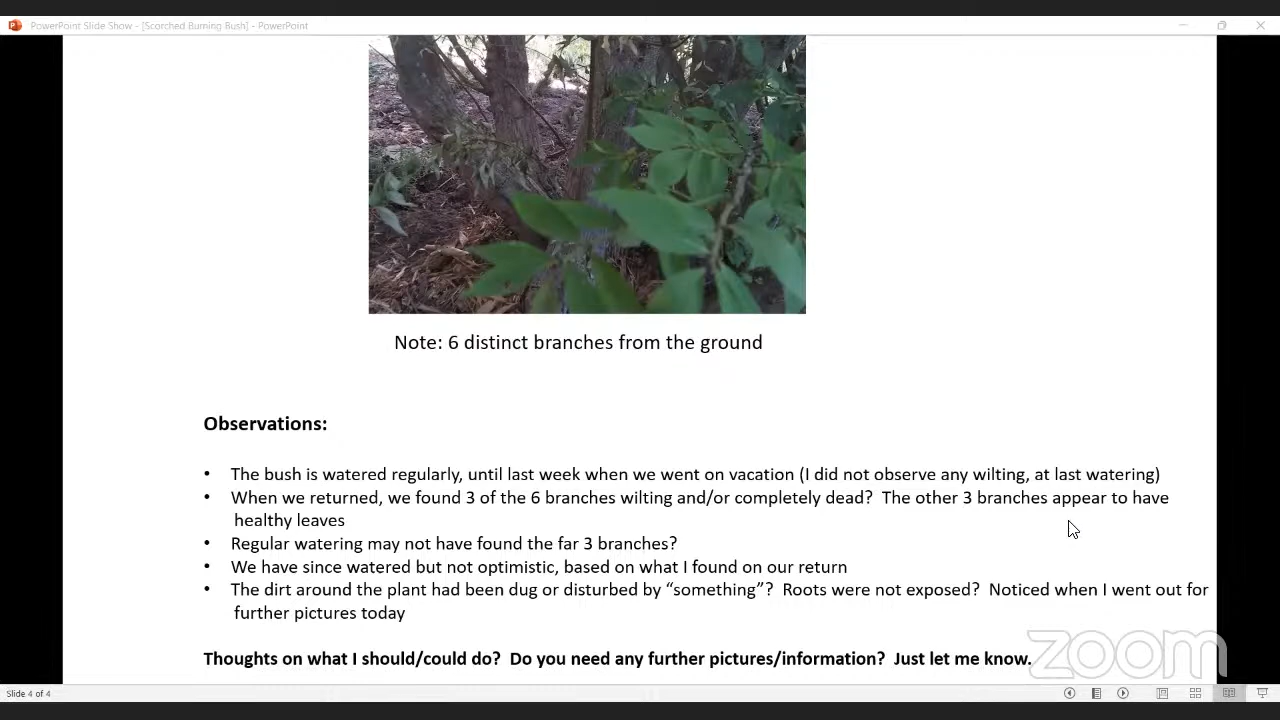 PowerPoint Slide Show - [Scorched Burning Bush] - PowerPoint
Note: 6 distinct branches from the ground
Observations:
• The bush is watered regularly, until last week when we went on vacation (I did not observe any wilting, at last watering)
• When we returned, we found 3 of the 6 branches wilting and/or completely dead? The other 3 branches appear to have
healthy leaves
• Regular watering may not have found the far 3 branches?
• We have since watered but not optimistic, based on what I found on our return
• The dirt around the plant had been dug or disturbed by “something”? Roots were not exposed? Noticed when I went out for
further pictures today
Thoughts on what I should/could do? Do you need any further pictures/information? Just let me know.
zoom
Slide 4 of 4